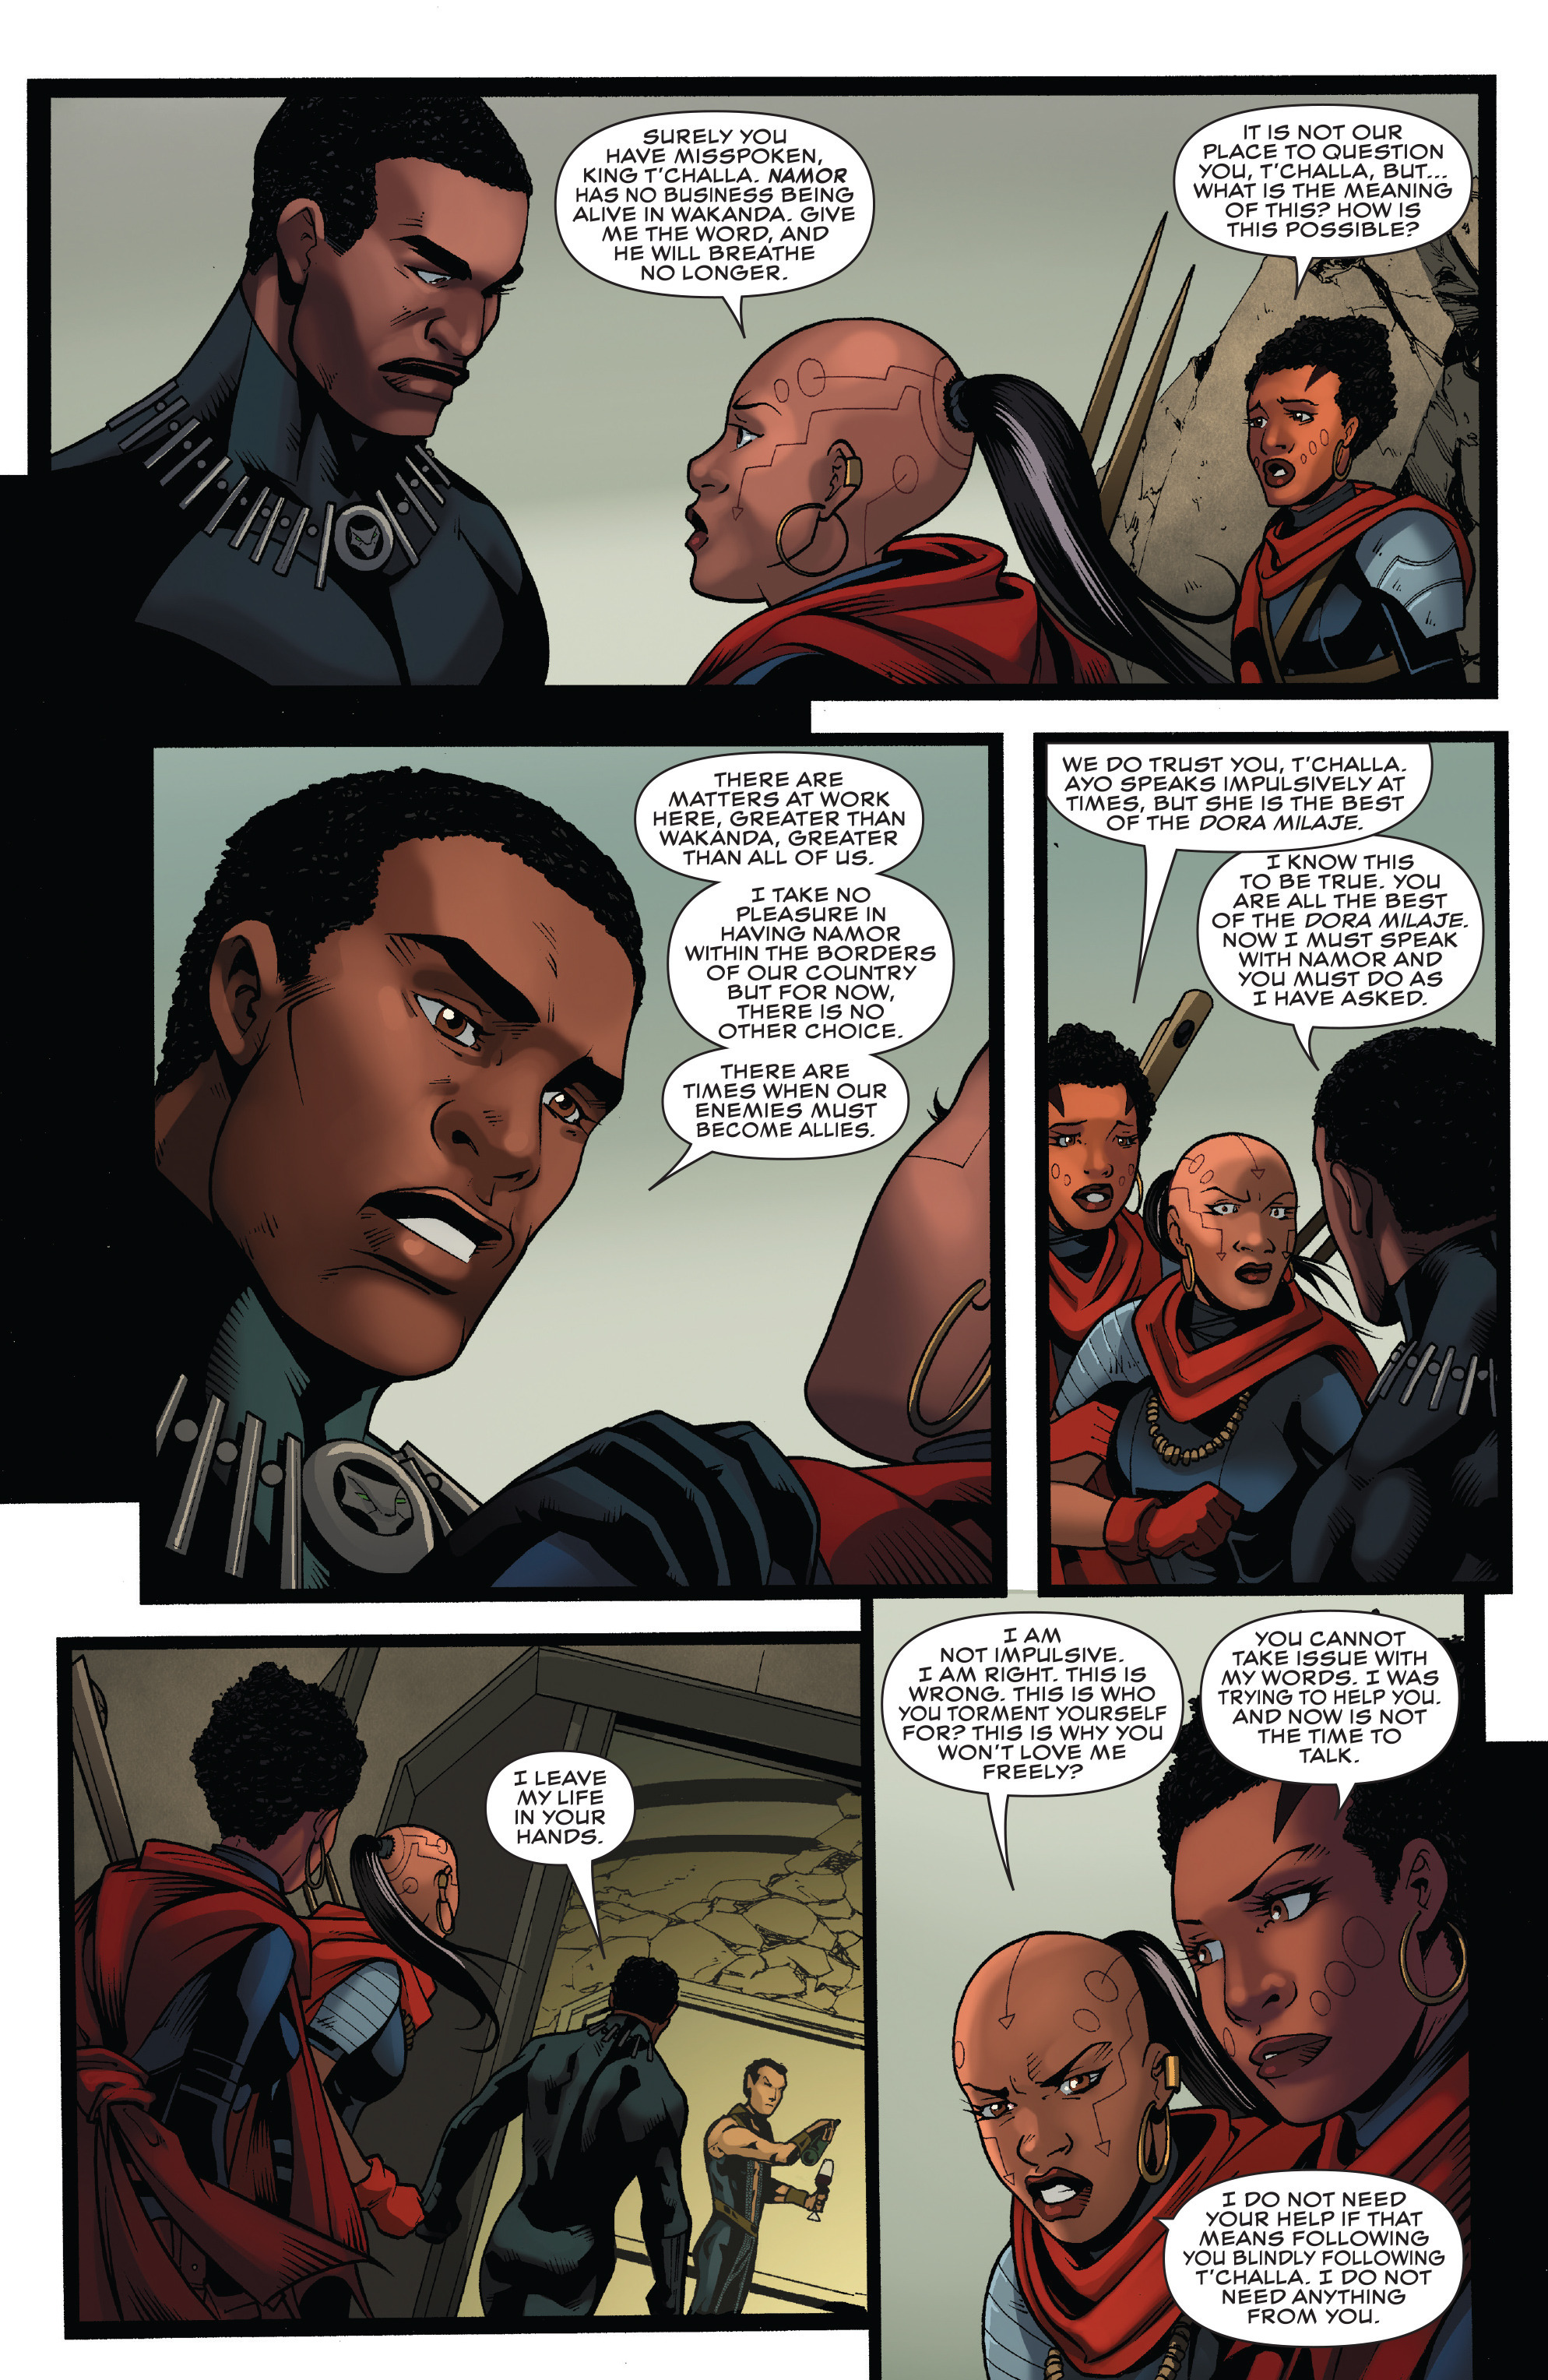 SURELY YOU
HAVE MISSPOKEN,
KING T'CHALLA. NAMOR
HAS NO BUSINESS BEING
ALIVE IN WAKANDA. GIVE
ME THE WORD, AND
HE WILL BREATHE
NO LONGER.
IT IS NOT OUR
PLACE TO QUESTION
YOU, T'CHALLA, BUT...
WHAT IS THE MEANING
OF THIS? HOW IS
THIS POSSIBLE?
THERE ARE
MATTERS AT WORK
HERE, GREATER THAN
WAKANDA, GREATER
THAN ALL OF US.
I TAKE NO
PLEASURE IN
HAVING NAMOR
WITHIN THE BORDERS
OF OUR COUNTRY
BUT FOR NOW,
THERE IS NO
OTHER CHOICE.
THERE ARE
TIMES WHEN OUR
ENEMIES MUST
BECOME ALLIES.
WE DO TRUST YOU, T'CHALLA.
AYO SPEAKS IMPULSIVELY AT
TIMES, BUT SHE IS THE BEST
OF THE DORA MILAJE.
I KNOW THIS
TO BE TRUE. YOU
ARE ALL THE BEST
OF THE DORA MILAJE.
NOW I MUST SPEAK
WITH NAMOR AND
YOU MUST DO AS
I HAVE ASKED.
I LEAVE
MY LIFE
IN YOUR
HANDS.
I AM
NOT IMPULSIVE.
I AM RIGHT. THIS IS
WRONG. THIS IS WHO
YOU TORMENT YOURSELF
FOR? THIS IS WHY YOU
WON'T LOVE ME
FREELY?
YOU CANNOT
TAKE ISSUE WITH
MY WORDS. I WAS
TRYING TO HELP YOU.
AND NOW IS NOT
THE TIME TO
TALK.
I DO NOT NEED
YOUR HELP IF THAT
MEANS FOLLOWING
YOU BLINDLY FOLLOWING
T'CHALLA. I DO NOT
NEED ANYTHING
FROM YOU.